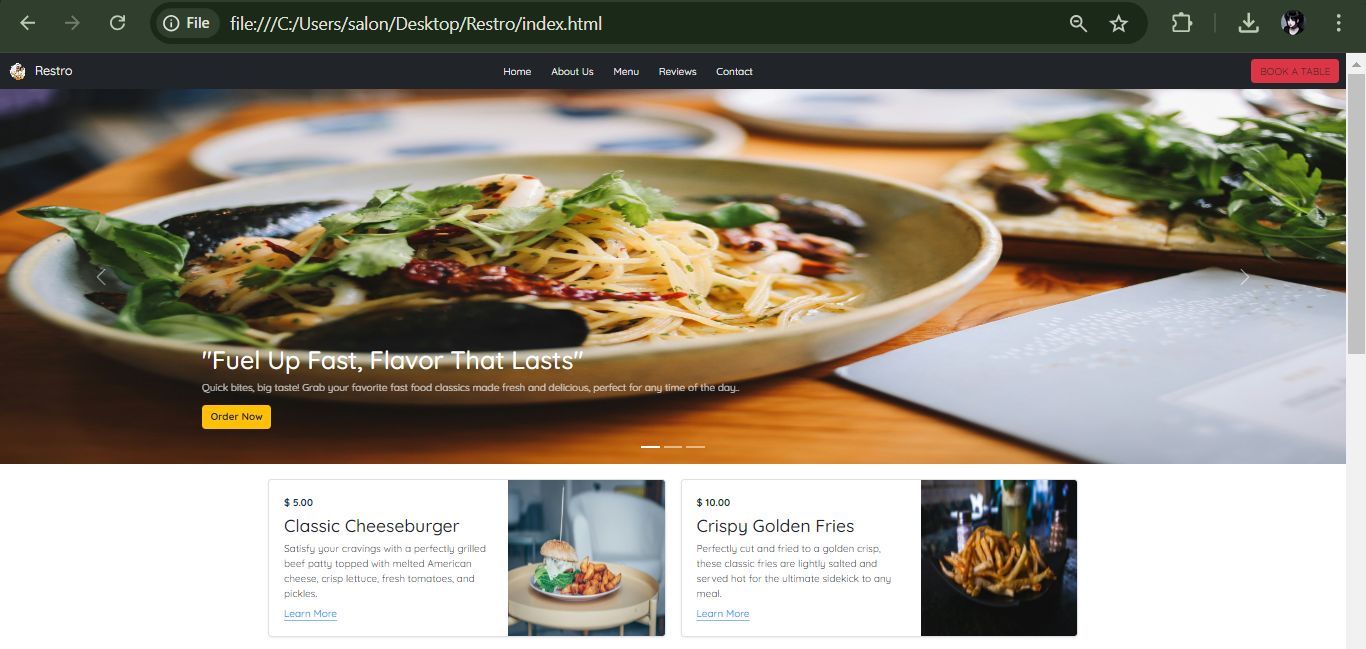 File file:///C:/Users/salon/Desktop/Restro/index.html
Restro Home About Us Menu Reviews Contact BOOK A TABLE
"Fuel Up Fast, Flavor That Lasts"
Quick bites, big taste! Grab your favorite fast food classics made fresh and delicious, perfect for any time of the day..
Order Now
$ 5.00
Classic Cheeseburger
Satisfy your cravings with a perfectly grilled
beef patty topped with melted American
cheese, crisp lettuce, fresh tomatoes, and
pickles.
Learn More
$ 10.00
Crispy Golden Fries
Perfectly cut and fried to a golden crisp,
these classic fries are lightly salted and
served hot for the ultimate sidekick to any
meal.
Learn More